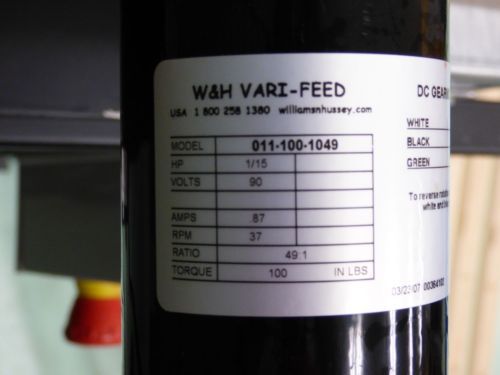 W&H VARI-FEED
USA 1 800 258 1380 williamsnhussey.com
MODEL 011-100-1049
HP 1/15
VOLTS 90
AMPS .87
RPM 37
RATIO 49:1
TORQUE 100 IN LBS
DC
WHITE
BLACK
GREEN
To reverse
white and
03/23/07 00364102